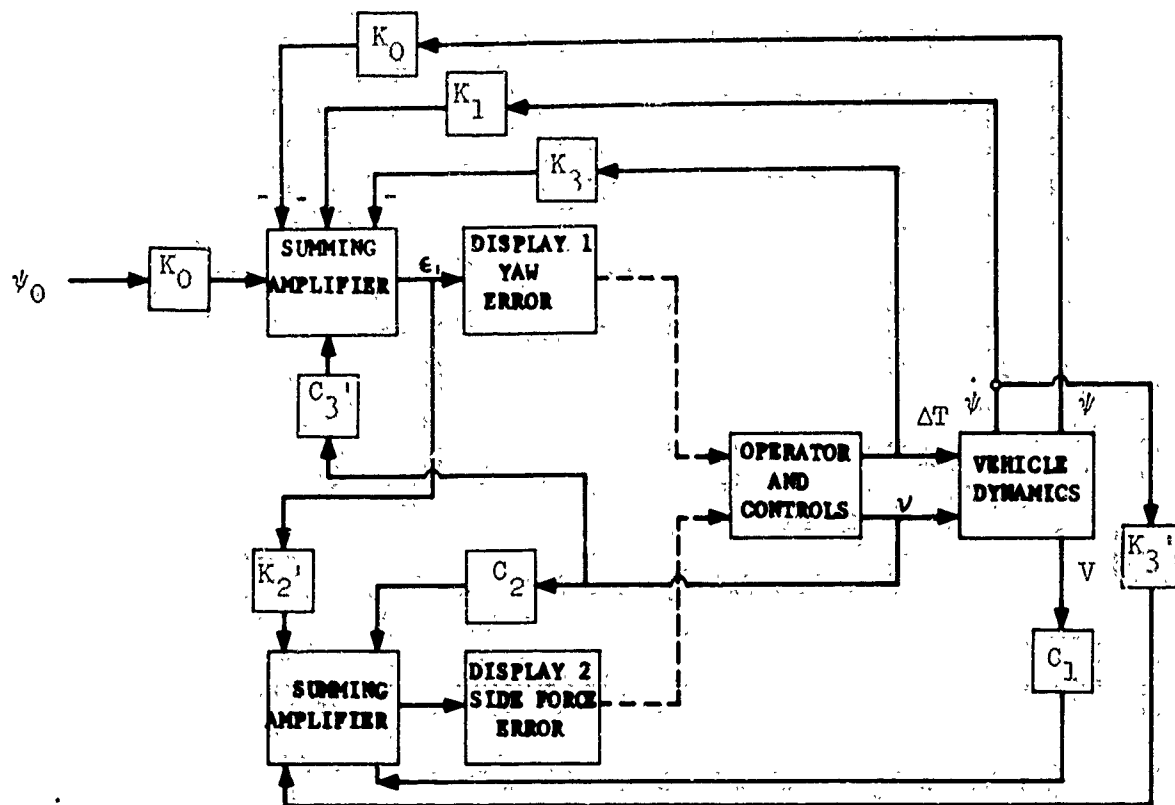 K0
K1
K3
- - -
ψ0
K0
SUMMING
AMPLIFIER
ε1
DISPLAY 1
YAW
ERROR
C3'
ΔT
ψ̇
ψ
OPERATOR
AND
CONTROLS
ν
VEHICLE
DYNAMICS
K2'
C2
V
K3'
C1
SUMMING
AMPLIFIER
DISPLAY 2
SIDE FORCE
ERROR